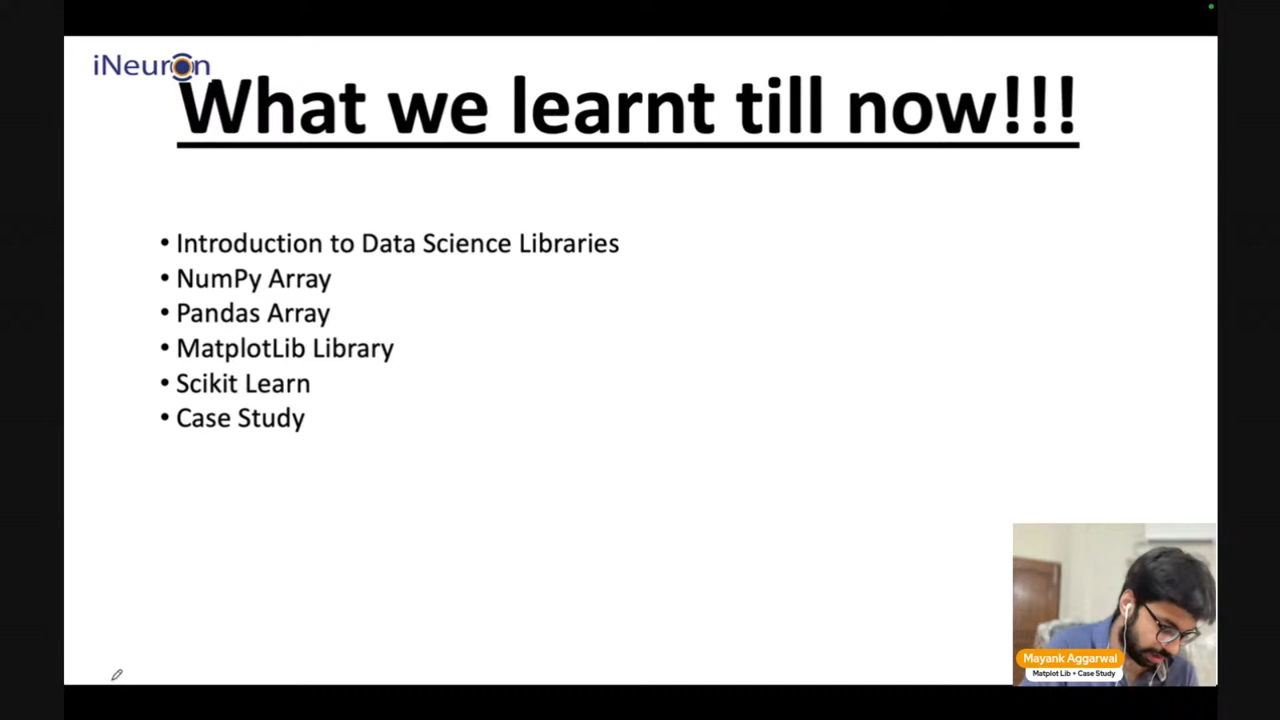 iNeuron
What we learnt till now!!!
• Introduction to Data Science Libraries
• NumPy Array
• Pandas Array
• MatplotLib Library
• Scikit Learn
• Case Study
Mayank Aggarwal
Matplot Lib + Case Study